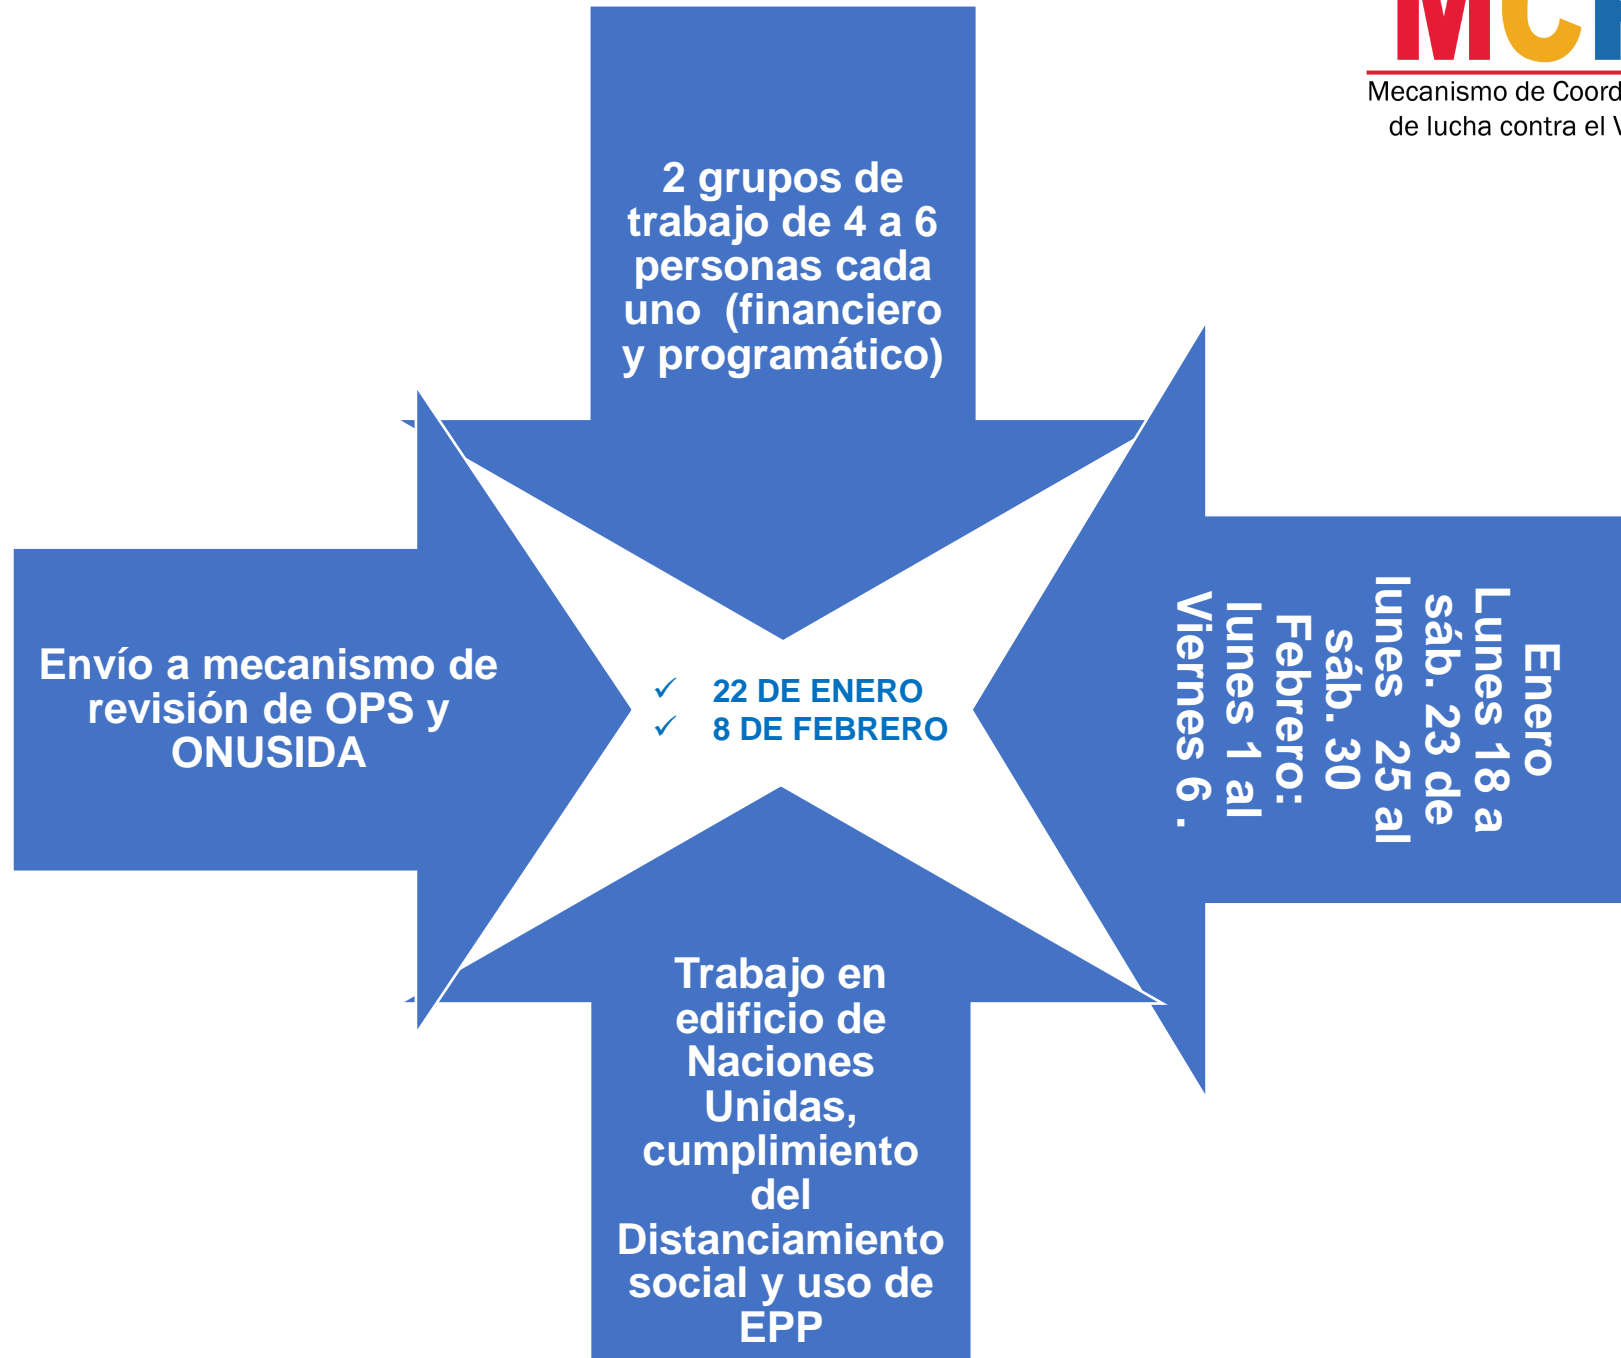 Mecanismo de
de lucha contra el
2 grupos de
trabajo de 4 a 6
personas cada
uno (financiero
y programático)
Envío a mecanismo de
revisión de OPS y
ONUSIDA
✓ 22 DE ENERO
✓ 8 DE FEBRERO
Enero
Lunes 18 a
sáb. 23 de
lunes 25 al
sáb. 30
Febrero:
lunes 1 al
Viernes 6 .
Trabajo en
edificio de
Naciones
Unidas,
cumplimiento
del
Distanciamiento
social y uso de
EPP